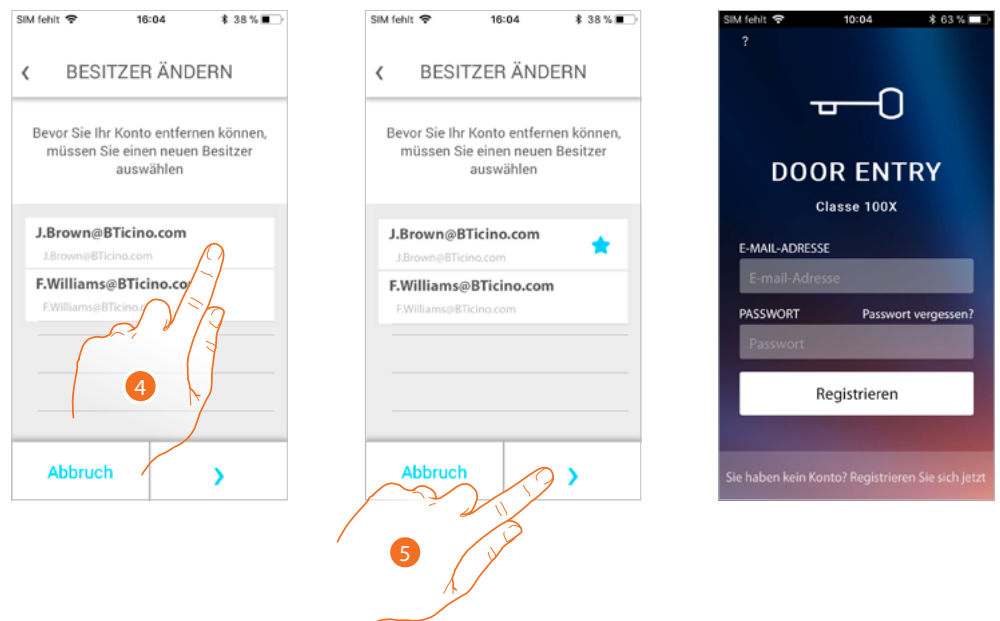 SIM fehlt 16:04 38 %
BESITZER ÄNDERN
Bevor Sie Ihr Konto entfernen können,
müssen Sie einen neuen Besitzer
auswählen
J.Brown@BTicino.com
J.Brown@BTicino.com
F.Williams@BTicino.co
F.Williams@BTicino.
4
Abbruch
SIM fehlt 16:04 38 %
BESITZER ÄNDERN
Bevor Sie Ihr Konto entfernen können,
müssen Sie einen neuen Besitzer
auswählen
J.Brown@BTicino.com
J.Brown@BTicino.com
F.Williams@BTicino.com
F.Williams@BTicino.com
Abbruch
5
SIM fehlt 10:04 63 %
?
DOOR ENTRY
Classe 100X
E-MAIL-ADRESSE
E-mail-Adresse
PASSWORT Passwort vergessen?
Passwort
Registrieren
Sie haben kein Konto? Registrieren Sie sich jetzt